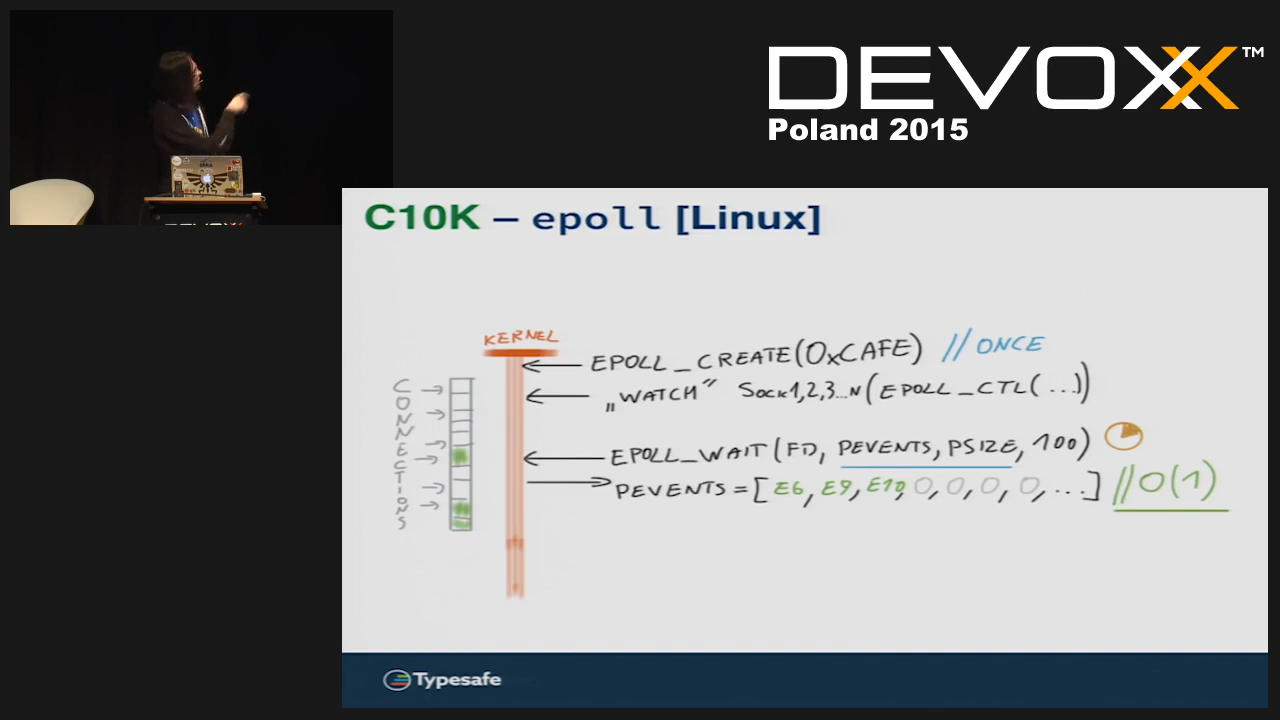 DEVOXX™
Poland 2015
C10K – epoll [Linux]
KERNEL
EPOLL_CREATE(0xCAFE) //ONCE
„WATCH” SOCK1,2,3...N(EPOLL_CTL(...))
CONNECTIONS
EPOLL_WAIT(FD, PEVENTS, PSIZE, 100)
PEVENTS = [E6, E9, E10, 0, 0, 0, 0, ...] //O(1)
Typesafe